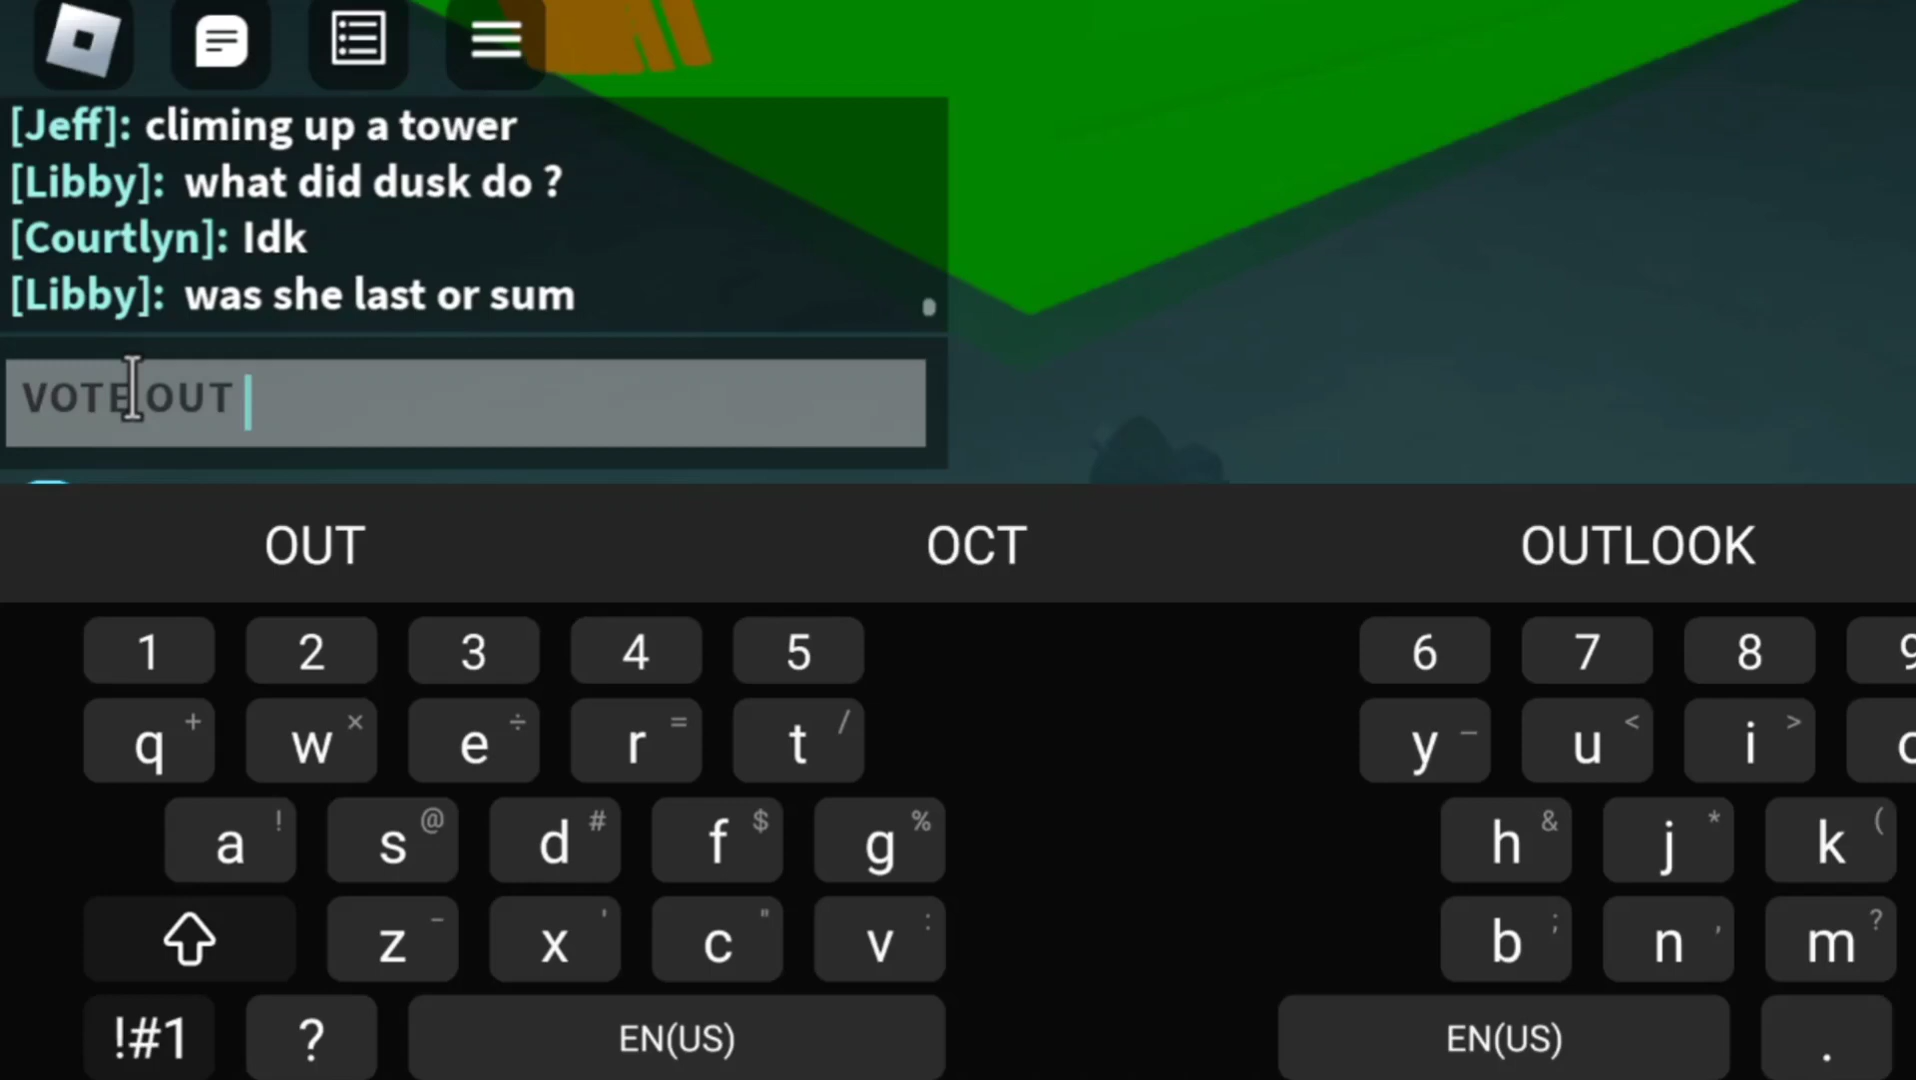 [Jeff]: climing up a tower
[Libby]: what did dusk do ?
[Courtlyn]: Idk
[Libby]: was she last or sum
VOTE OUT
OUT OCT OUTLOOK
1 2 3 4 5 6 7 8 9
q + w × e ÷ r = t / y _ u < i > o
a ! s @ d # f $ g % h & j * k (
z - x ' c " v : b ; n , m ?
!#1 ? EN(US) EN(US) .